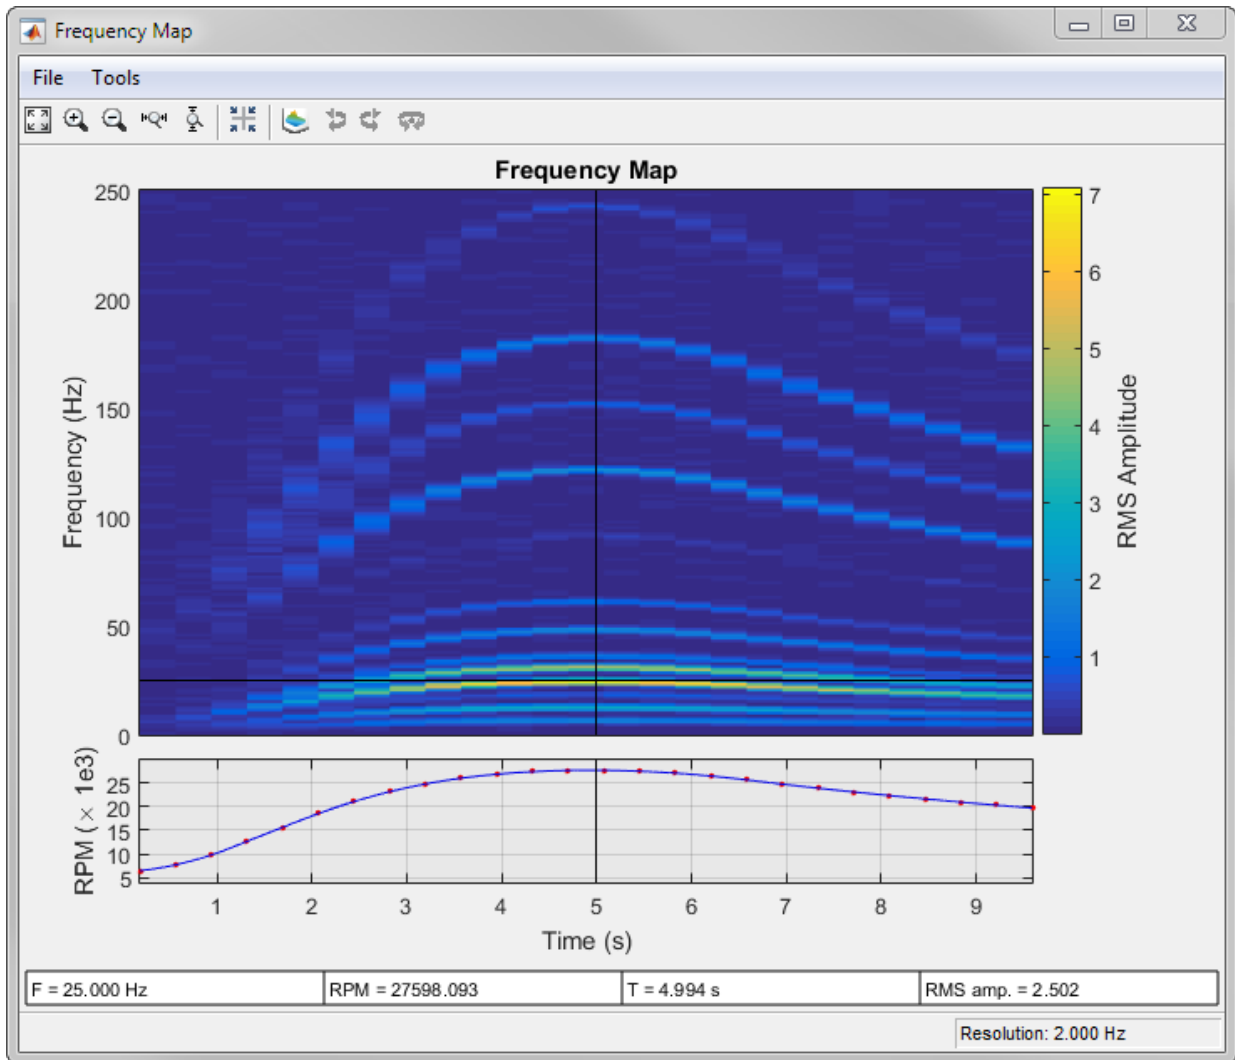 Frequency Map
File Tools
Frequency Map
250
200
150
100
50
0
Frequency (Hz)
7
6
5
4
3
2
1
RMS Amplitude
25
20
15
10
5
RPM ( × 1e3)
1 2 3 4 5 6 7 8 9
Time (s)
F = 25.000 Hz RPM = 27598.093 T = 4.994 s RMS amp. = 2.502
Resolution: 2.000 Hz